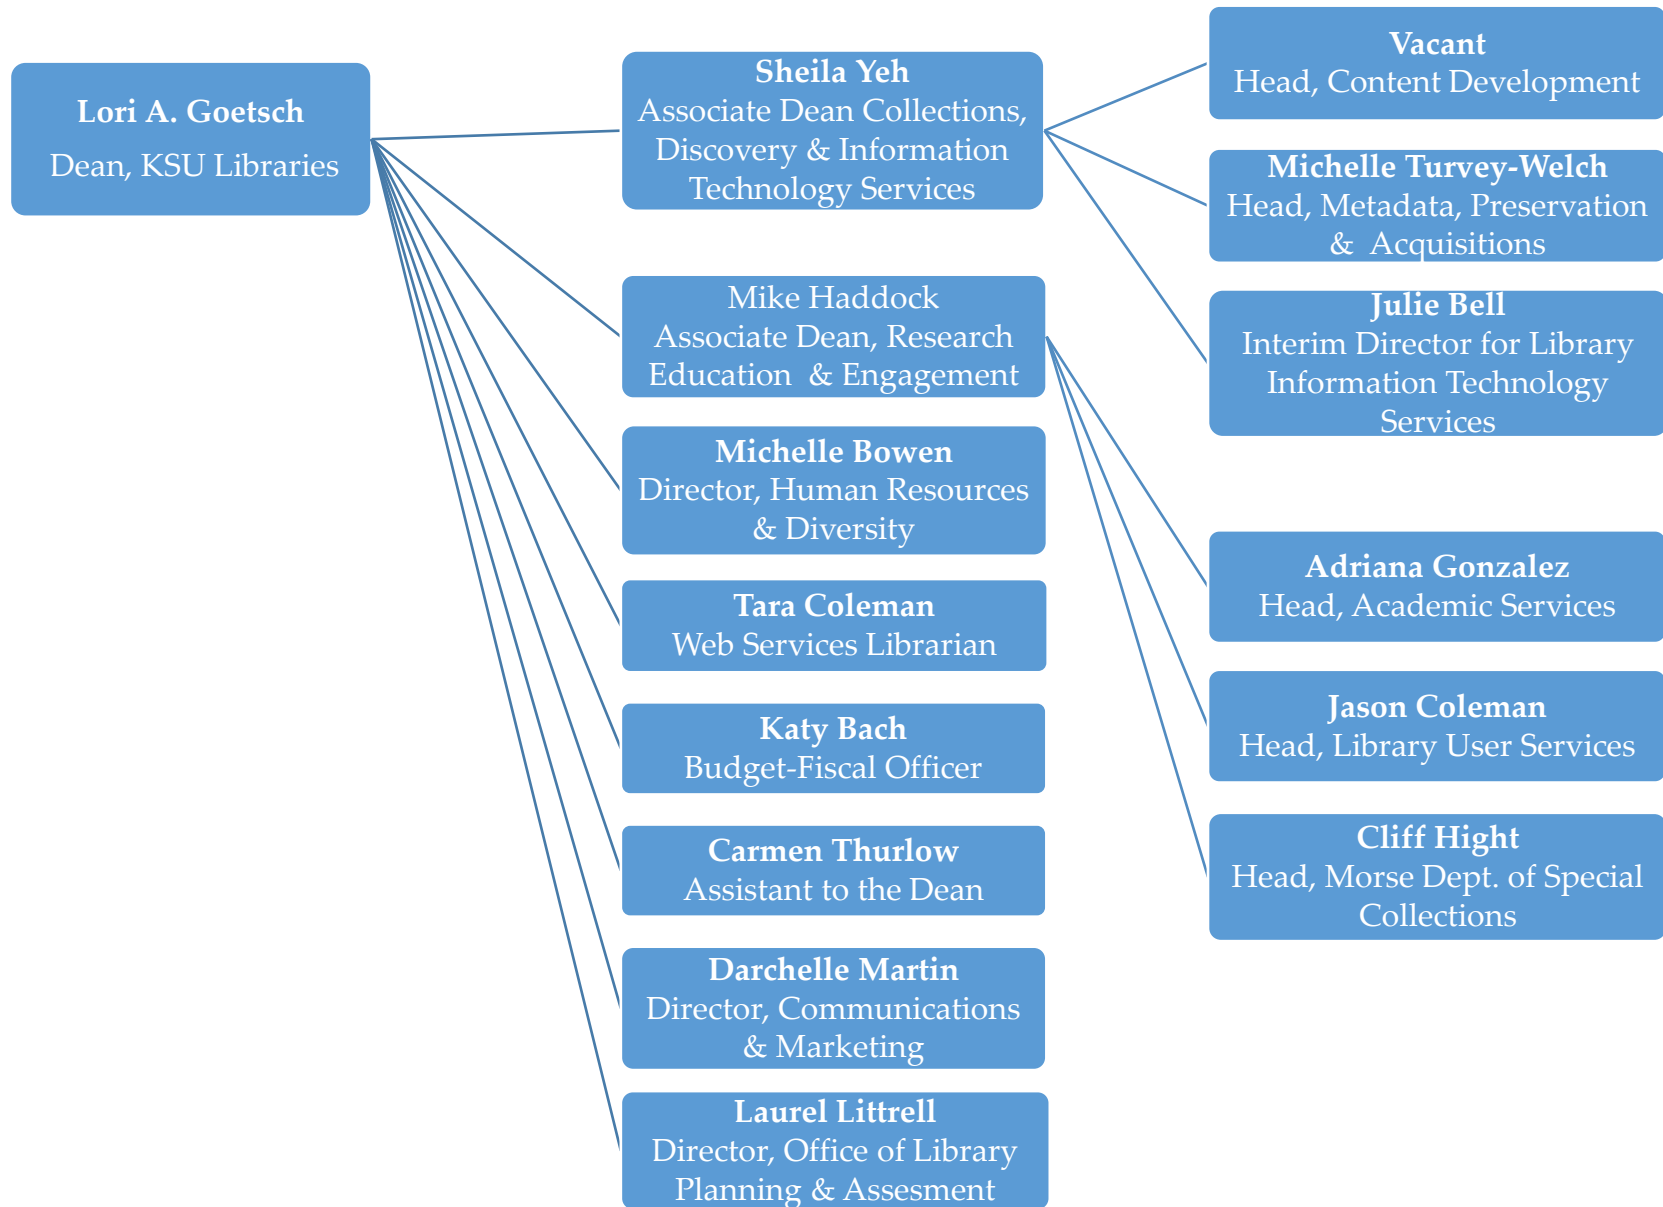 Lori A. Goetsch
Dean, KSU Libraries
Sheila Yeh
Associate Dean Collections,
Discovery & Information
Technology Services
Mike Haddock
Associate Dean, Research
Education & Engagement
Michelle Bowen
Director, Human Resources
& Diversity
Tara Coleman
Web Services Librarian
Katy Bach
Budget-Fiscal Officer
Carmen Thurlow
Assistant to the Dean
Darchelle Martin
Director, Communications
& Marketing
Laurel Littrell
Director, Office of Library
Planning & Assesment
Vacant
Head, Content Development
Michelle Turvey-Welch
Head, Metadata, Preservation
& Acquisitions
Julie Bell
Interim Director for Library
Information Technology
Services
Adriana Gonzalez
Head, Academic Services
Jason Coleman
Head, Library User Services
Cliff Hight
Head, Morse Dept. of Special
Collections